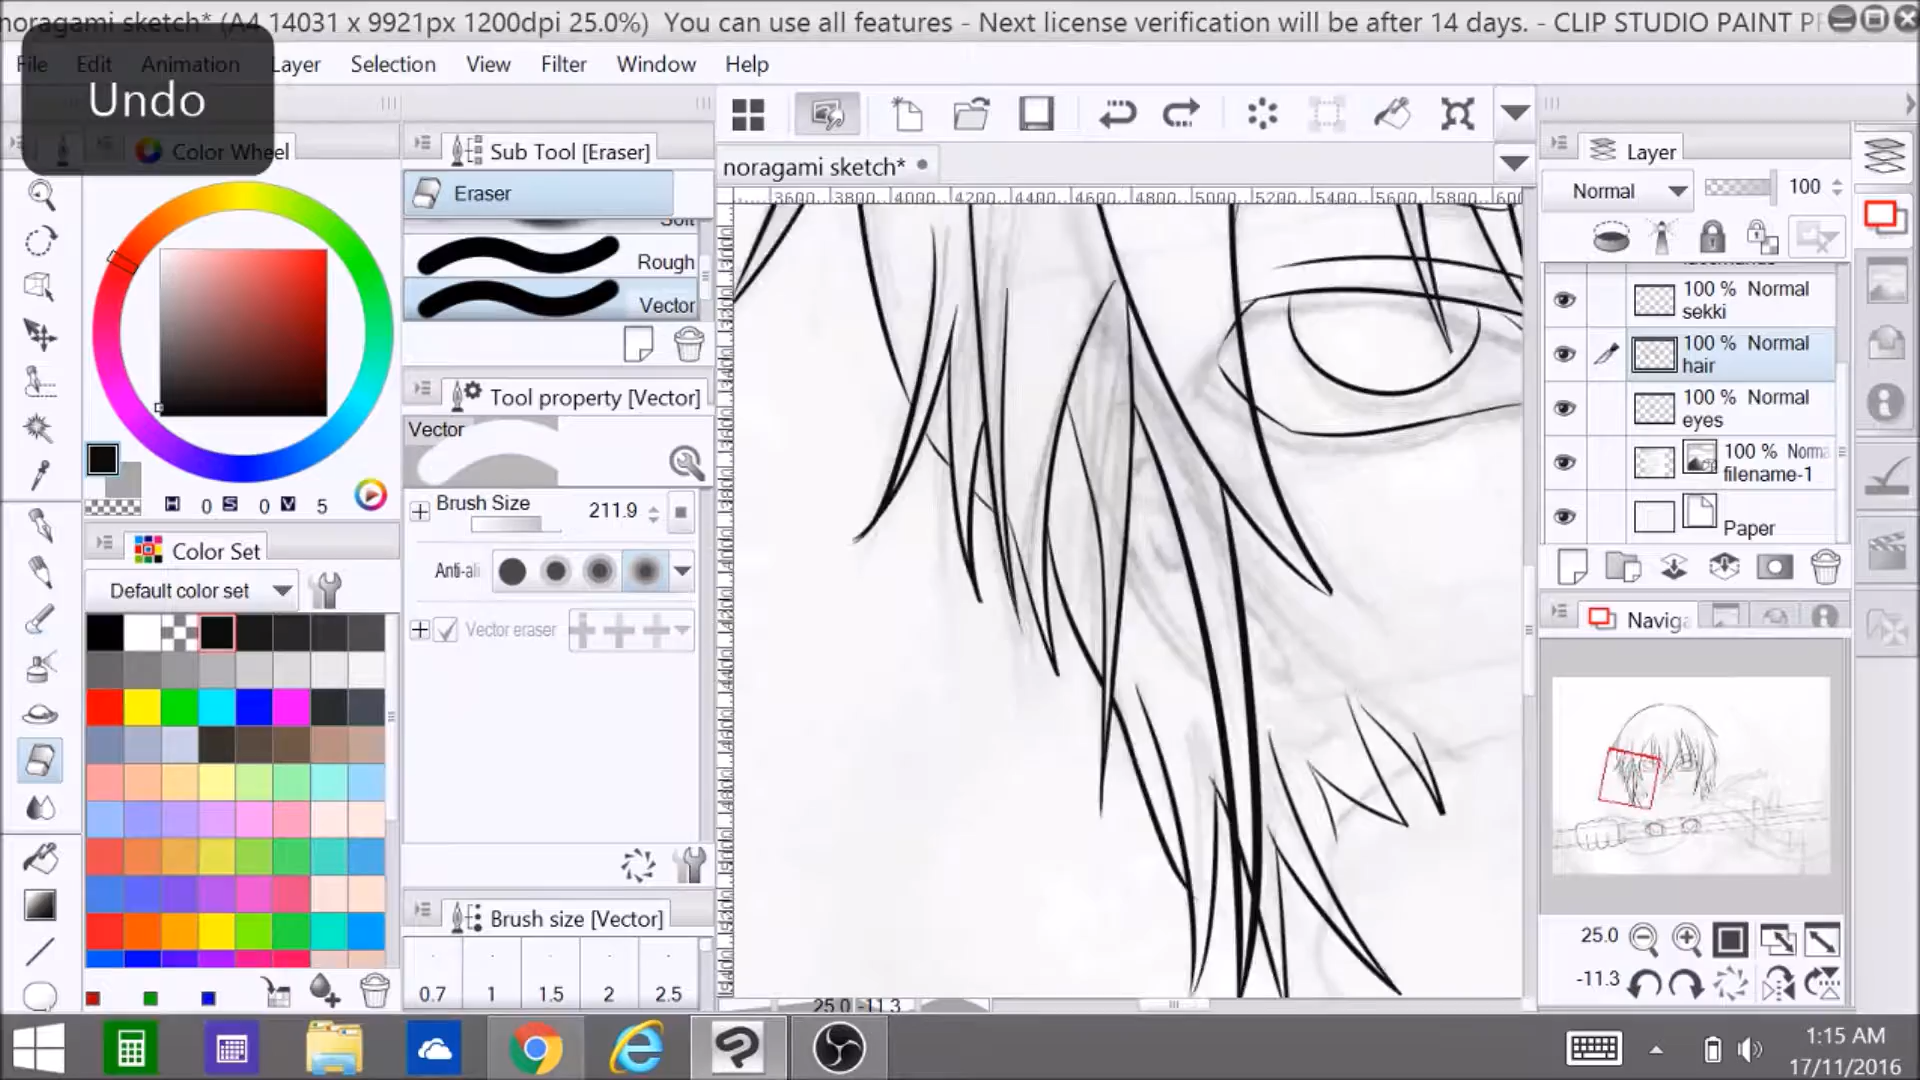 noragami sketch* (A4 14031 x 9921px 1200dpi 25.0%)  You can use all features - Next license verification will be after 14 days. - CLIP STUDIO PAINT P
File Edit Animation Layer Selection View Filter Window Help
Undo
Color Wheel
H 0 S 0 V 5
Color Set
Default color set
Sub Tool [Eraser]
Eraser
Soft
Rough
Vector
Tool property [Vector]
Vector
Brush Size 211.9
Anti-ali
Vector eraser
Brush size [Vector]
0.7 1 1.5 2 2.5
noragami sketch*
3600 3800 4000 4200 4400 4600 4800 5000 5200 5400 5600 5800
25.0 -11.3
Layer
Normal 100
100 % Normal
sekki
100 % Normal
hair
100 % Normal
eyes
100 % Norma
filename-1
Paper
Naviga
25.0
-11.3
1:15 AM
17/11/2016